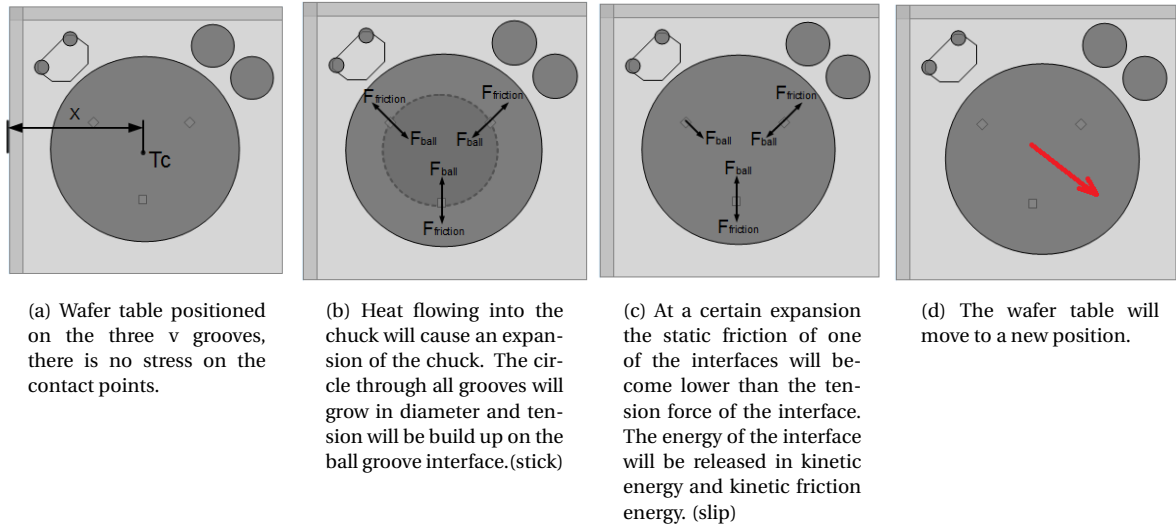 X
Tc
Ffriction
Ffriction
Fball
Fball
Fball
Ffriction
Ffriction
Fball
Fball
Fball
Ffriction
(a) Wafer table positioned
on the three v grooves,
there is no stress on the
contact points.
(b) Heat flowing into the
chuck will cause an expan-
sion of the chuck. The cir-
cle through all grooves will
grow in diameter and ten-
sion will be build up on the
ball groove interface.(stick)
(c) At a certain expansion
the static friction of one
of the interfaces will be-
come lower than the ten-
sion force of the interface.
The energy of the interface
will be released in kinetic
energy and kinetic friction
energy. (slip)
(d) The wafer table will
move to a new position.